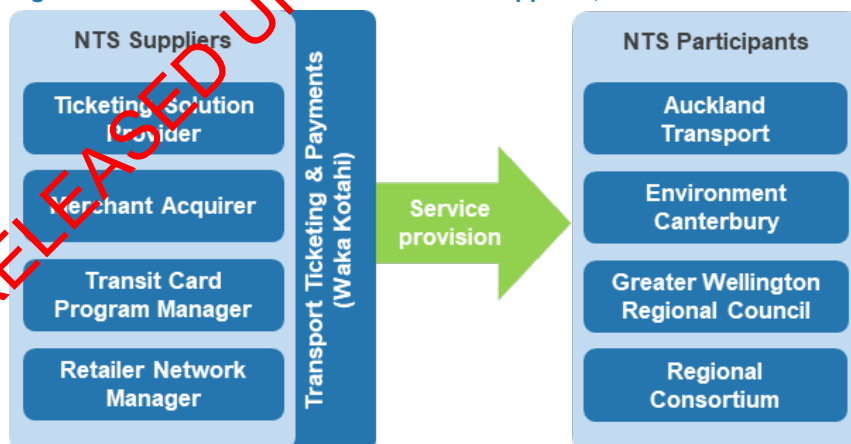 NTS Suppliers
Ticketing Solution
Provider
Merchant Acquirer
Transit Card
Program Manager
Retailer Network
Manager
Transport Ticketing & Payments
(Waka Kotahi)
Service
provision
NTS Participants
Auckland
Transport
Environment
Canterbury
Greater Wellington
Regional Council
Regional
Consortium
RELEASED